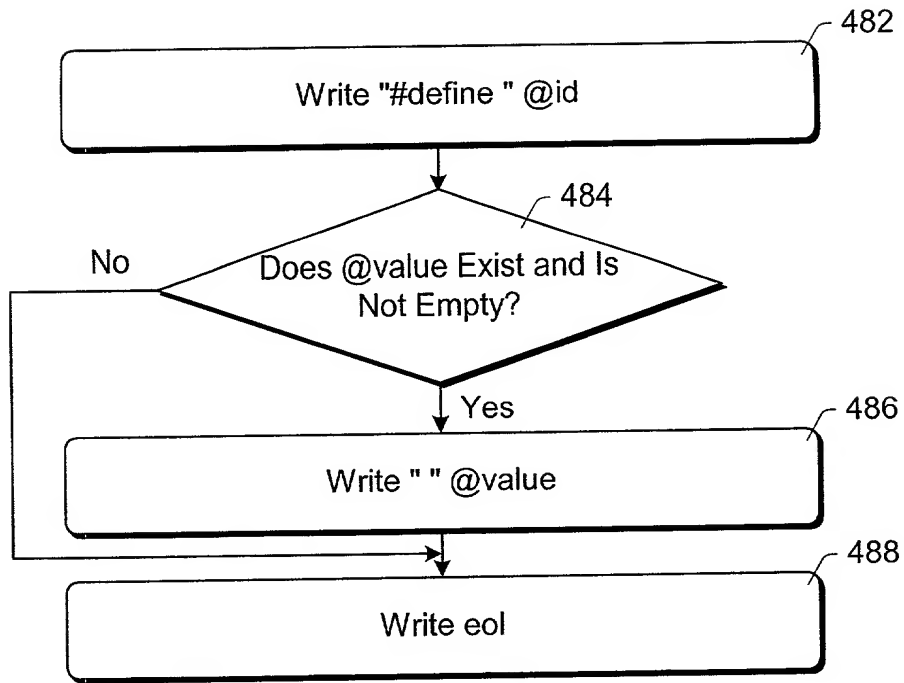 482
Write "#define " @id
484
No
Does @value Exist and Is
Not Empty?
Yes
486
Write " " @value
488
Write eol